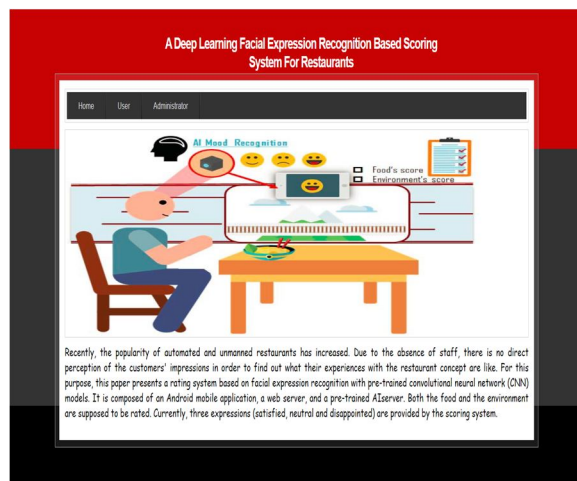 A Deep Learning Facial Expression Recognition Based Scoring
System For Restaurants
Home User Administrator
AI Mood Recognition
Food's score
Environment's score
Recently, the popularity of automated and unmanned restaurants has increased. Due to the absence of staff, there is no direct
perception of the customers' impressions in order to find out what their experiences with the restaurant concept are like. For this
purpose, this paper presents a rating system based on facial expression recognition with pre-trained convolutional neural network (CNN)
models. It is composed of an Android mobile application, a web server, and a pre-trained AIserver. Both the food and the environment
are supposed to be rated. Currently, three expressions (satisfied, neutral and disappointed) are provided by the scoring system.